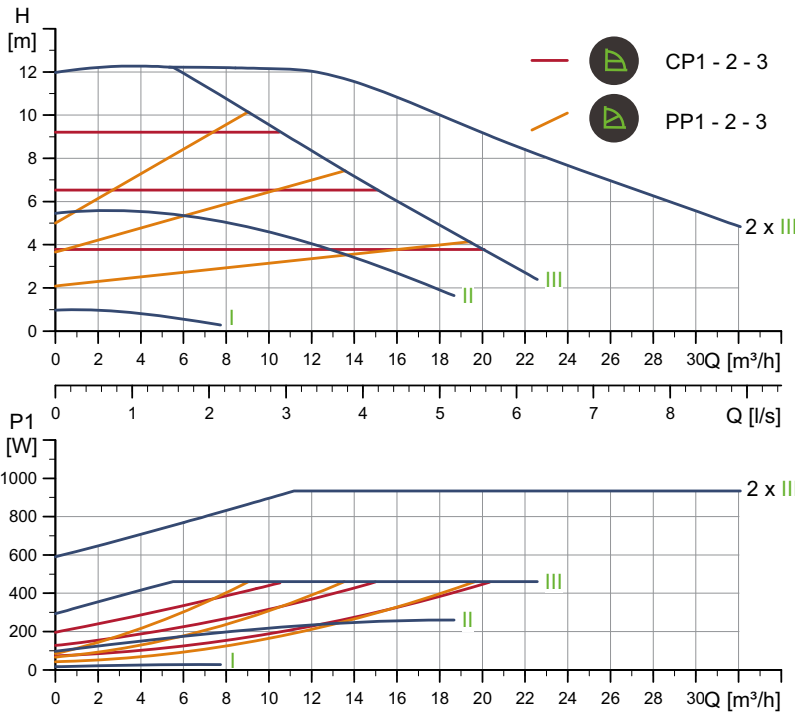 H
[m]
12
10
8
6
4
2
0
CP1 - 2 - 3
PP1 - 2 - 3
2 x III
III
II
I
0 2 4 6 8 10 12 14 16 18 20 22 24 26 28 30 Q [m³/h]
0 1 2 3 4 5 6 7 8 Q [l/s]
P1
[W]
1000
800
600
400
200
0
2 x III
III
II
I
0 2 4 6 8 10 12 14 16 18 20 22 24 26 28 30 Q [m³/h]